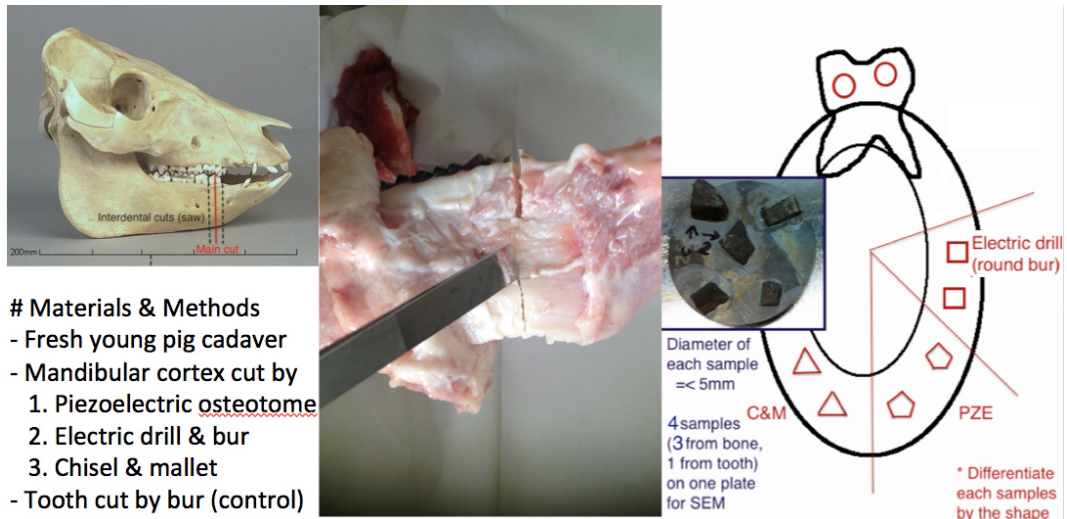 Interdental cuts (saw)
200mm
Main cut
# Materials & Methods
- Fresh young pig cadaver
- Mandibular cortex cut by
1. Piezoelectric osteotome
2. Electric drill & bur
3. Chisel & mallet
- Tooth cut by bur (control)
Diameter of
each sample
=< 5mm
4 samples
(3 from bone,
1 from tooth)
on one plate
for SEM
Electric drill
(round bur)
C&M
PZE
* Differentiate
each samples
by the shape